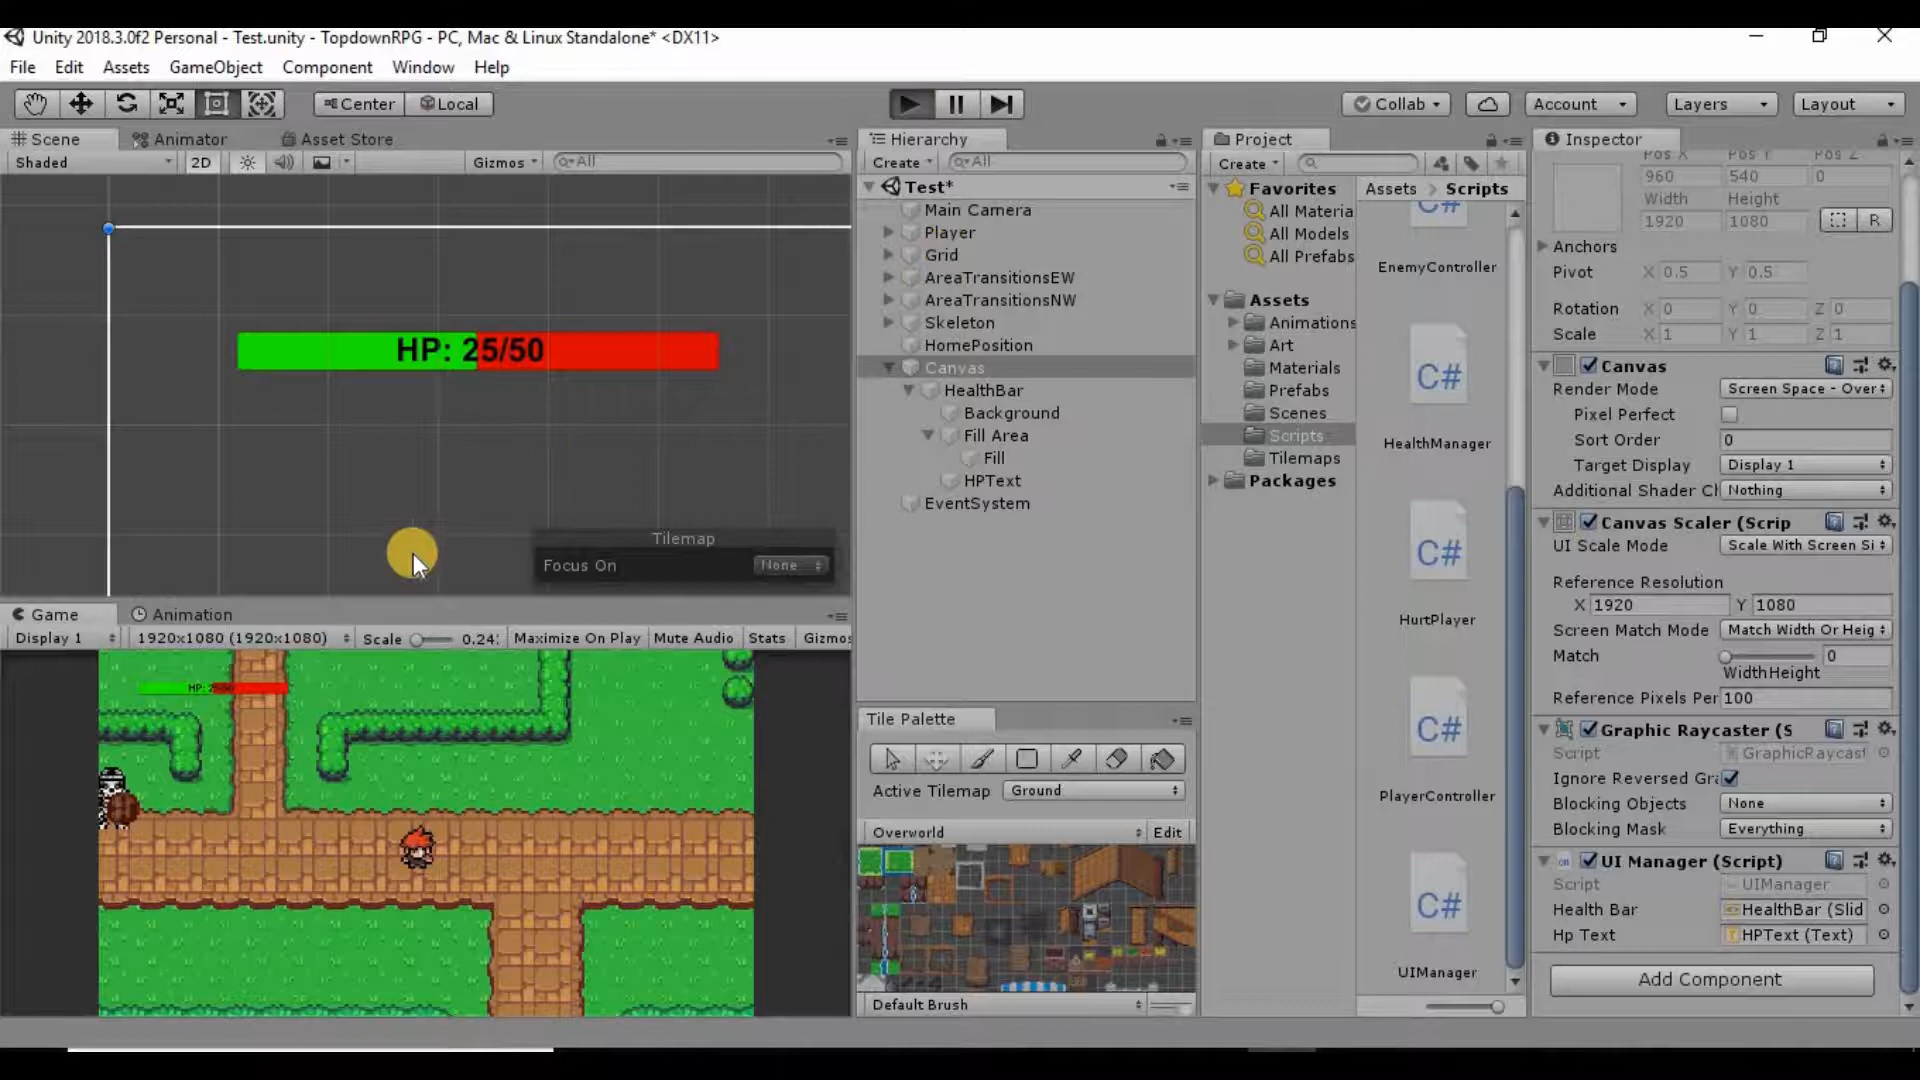 Unity 2018.3.0f2 Personal - Test.unity - TopdownRPG - PC, Mac & Linux Standalone* <DX11>
File Edit Assets GameObject Component Window Help
Center Local Collab Account Layers Layout
Scene Animator Asset Store
Shaded 2D Gizmos All
HP: 25/50
Tilemap
Focus On None
Game Animation
Display 1 1920x1080 (1920x1080) Scale 0.24 Maximize On Play Mute Audio Stats Gizmos
HP: 25/50
Hierarchy
Create All
Test*
Main Camera
Player
Grid
AreaTransitionsEW
AreaTransitionsNW
Skeleton
HomePosition
Canvas
HealthBar
Background
Fill Area
Fill
HPText
EventSystem
Tile Palette
Active Tilemap Ground
Overworld Edit
Default Brush
Project
Create
Favorites
All Materia
All Models
All Prefabs
Assets
Animations
Art
Materials
Prefabs
Scenes
Scripts
Tilemaps
Packages
Assets > Scripts
C#
EnemyController
C#
HealthManager
C#
HurtPlayer
C#
PlayerController
C#
UIManager
Inspector
Pos X Pos Y Pos Z
960 540 0
Width Height
1920 1080 R
Anchors
Pivot X 0.5 Y 0.5
Rotation X 0 Y 0 Z 0
Scale X 1 Y 1 Z 1
Canvas
Render Mode Screen Space - Over
Pixel Perfect
Sort Order 0
Target Display Display 1
Additional Shader Cl Nothing
Canvas Scaler (Scrip
UI Scale Mode Scale With Screen Si
Reference Resolution
X 1920 Y 1080
Screen Match Mode Match Width Or Heig
Match 0
Width Height
Reference Pixels Per 100
Graphic Raycaster (S
Script GraphicRaycast
Ignore Reversed Gra
Blocking Objects None
Blocking Mask Everything
UI Manager (Script)
Script UIManager
Health Bar HealthBar (Slid
Hp Text HPText (Text)
Add Component